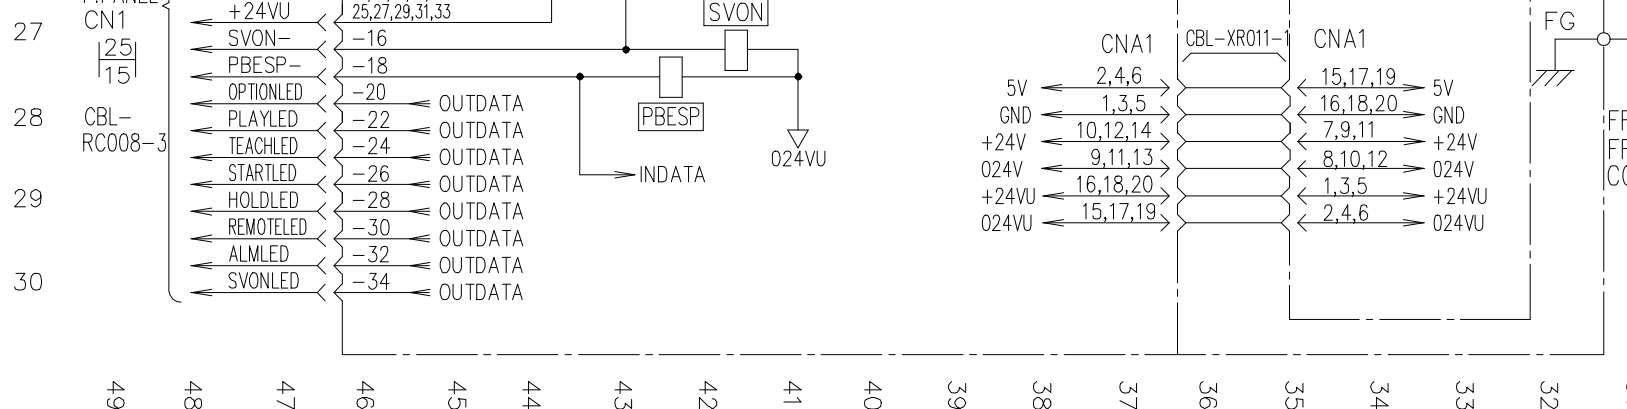 +24VU 25,27,29,31,33 SVON
CN1 FG
27 SVON- -16
25 CNA1 CBL-XR011-1 CNA1
15 PBESP- -18
5V 2,4,6 15,17,19 5V
OPTIONLED -20 OUTDATA
GND 1,3,5 16,18,20 GND
28 CBL- PLAYLED -22 OUTDATA PBESP
RC008-3
+24V 10,12,14 7,9,11 +24V
TEACHLED -24 OUTDATA 024VU
024V 9,11,13 8,10,12 024V
STARTLED -26 OUTDATA INDATA
+24VU 16,18,20 1,3,5 +24VU
29 HOLDLED -28 OUTDATA
024VU 15,17,19 2,4,6 024VU
REMOTELED -30 OUTDATA
ALMLED -32 OUTDATA
30 SVONLED -34 OUTDATA
49 48 47 46 45 44 43 42 41 40 39 38 37 36 35 34 33 32